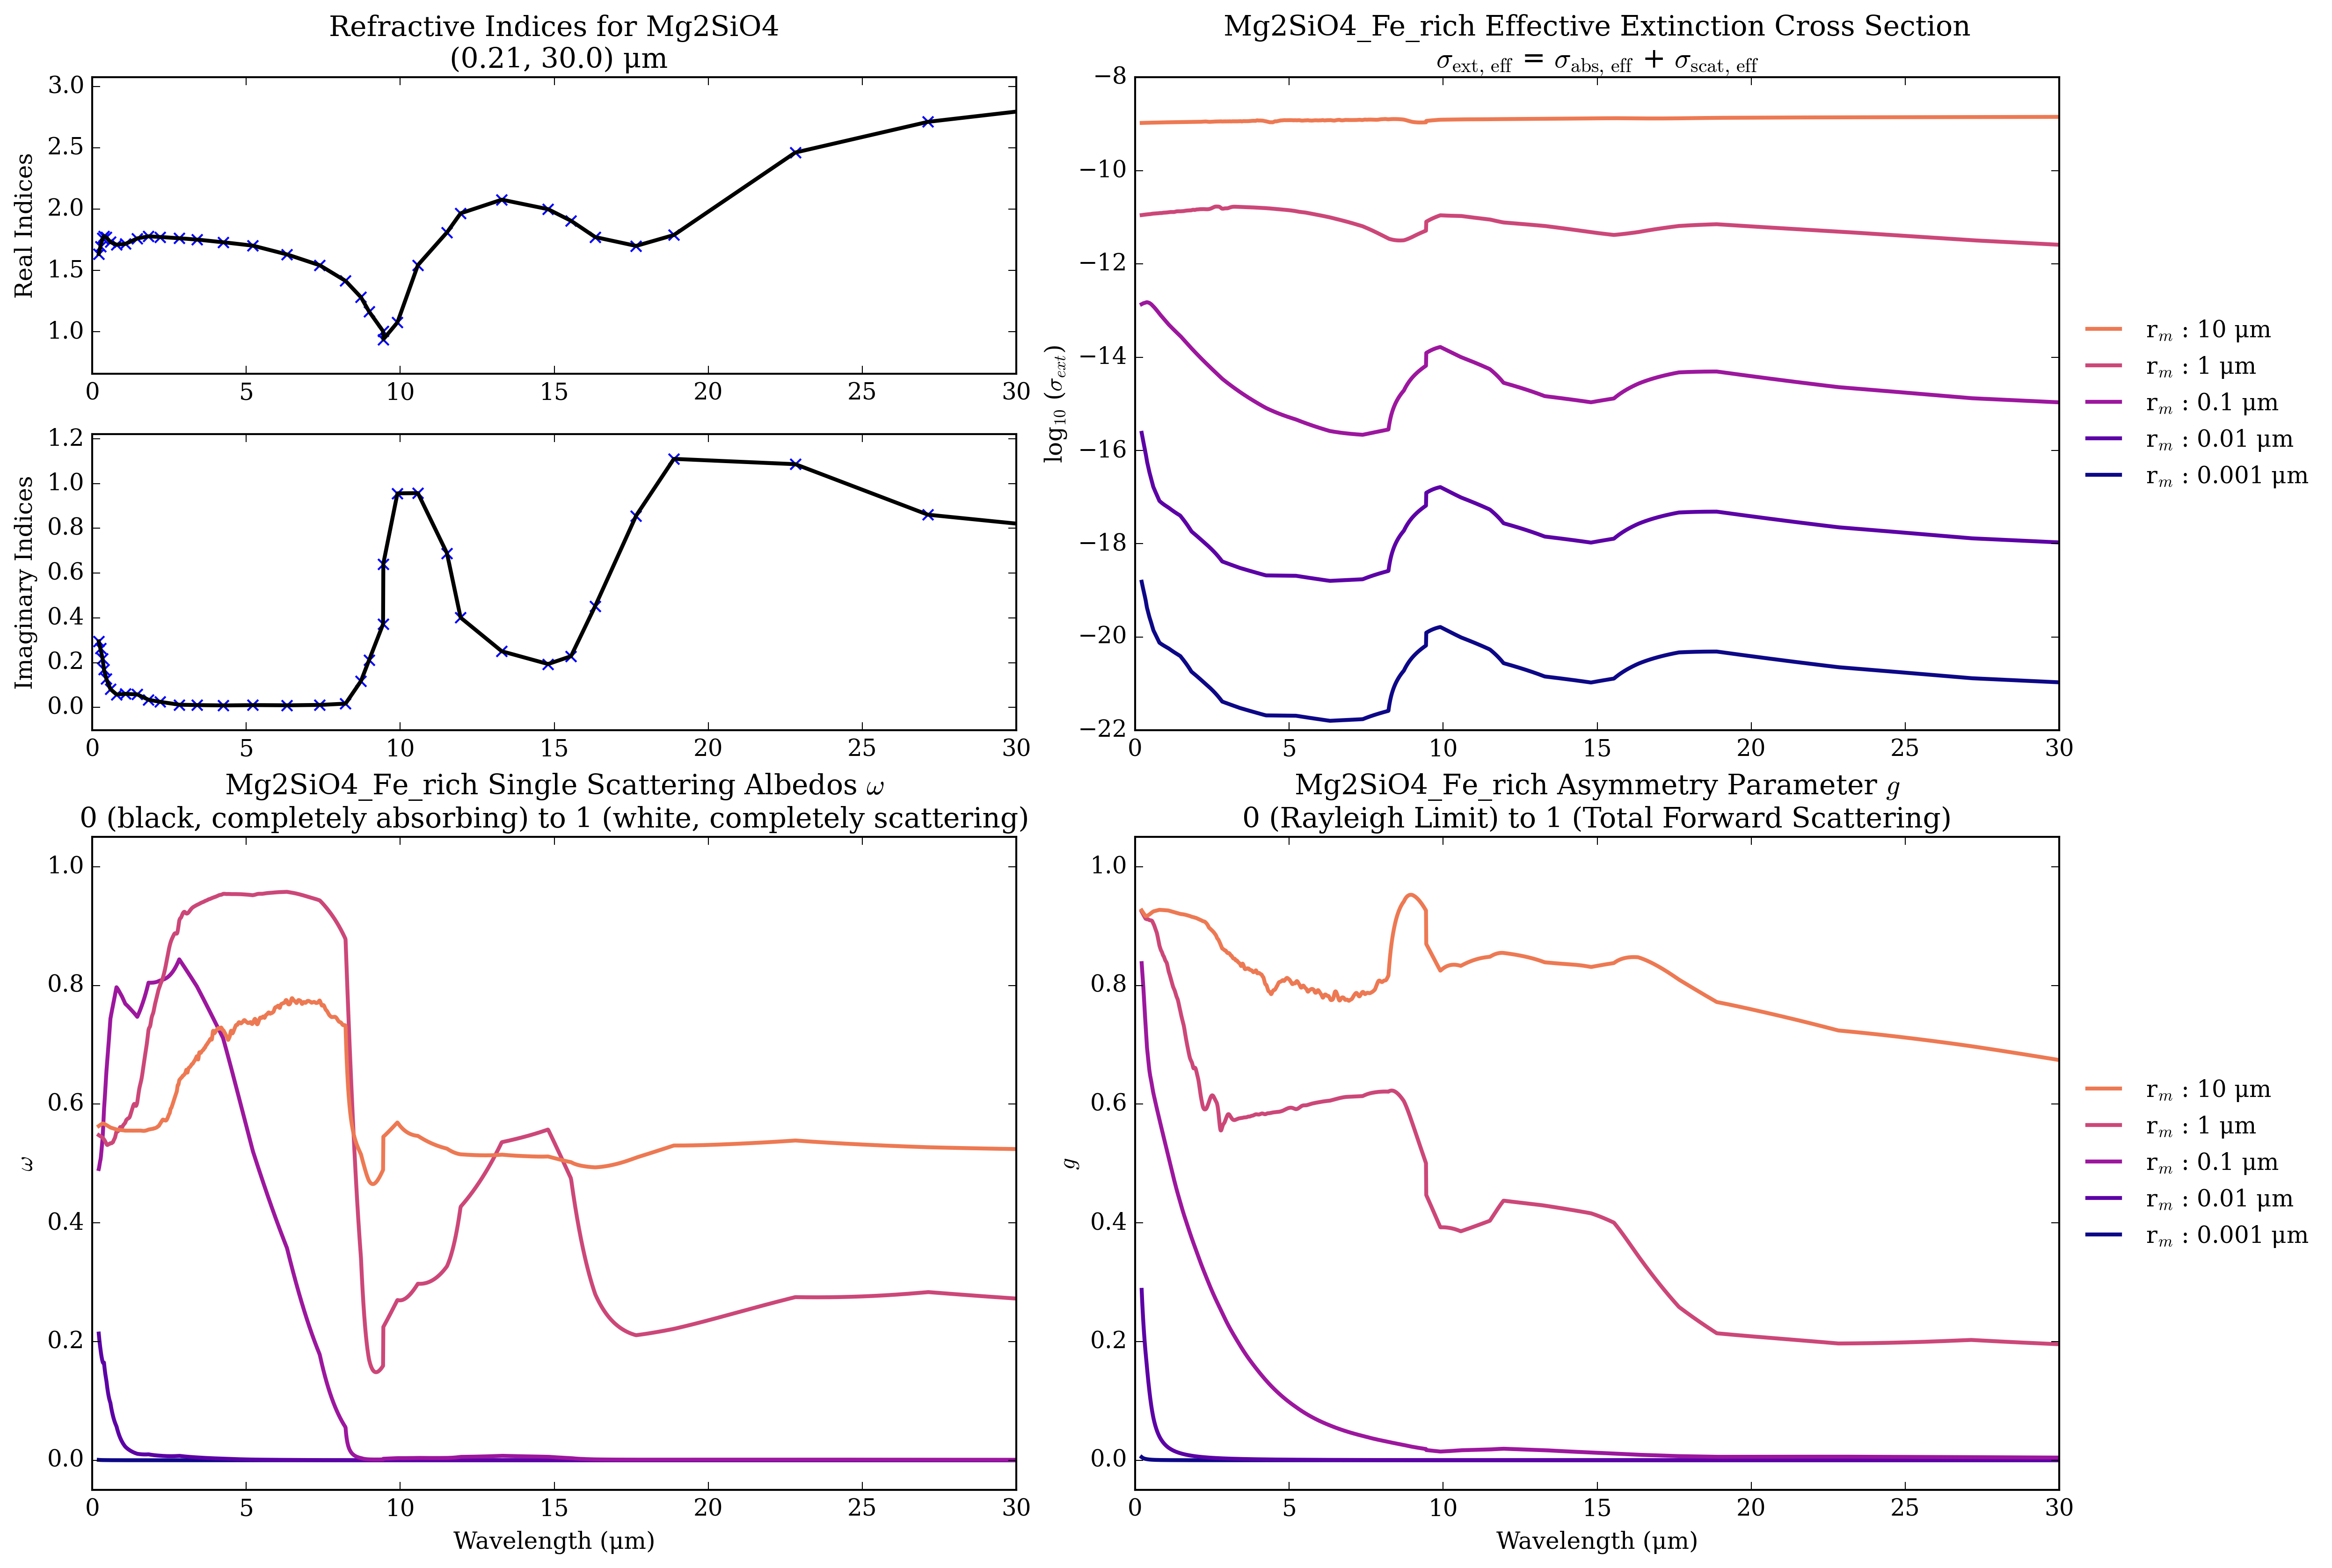 Refractive Indices for Mg2SiO4
(0.21, 30.0) μm
3.0
2.5
2.0
1.5
1.0
Real Indices
0 5 10 15 20 25 30
1.2
1.0
0.8
0.6
0.4
0.2
0.0
Imaginary Indices
0 5 10 15 20 25 30
Mg2SiO4_Fe_rich Effective Extinction Cross Section
σext, eff = σabs, eff + σscat, eff
−8
−10
−12
−14
−16
−18
−20
−22
log10 (σext)
0 5 10 15 20 25 30
rm : 10 μm
rm : 1 μm
rm : 0.1 μm
rm : 0.01 μm
rm : 0.001 μm
Mg2SiO4_Fe_rich Single Scattering Albedos ω
0 (black, completely absorbing) to 1 (white, completely scattering)
1.0
0.8
0.6
0.4
0.2
0.0
ω
0 5 10 15 20 25 30
Wavelength (μm)
Mg2SiO4_Fe_rich Asymmetry Parameter g
0 (Rayleigh Limit) to 1 (Total Forward Scattering)
1.0
0.8
0.6
0.4
0.2
0.0
g
0 5 10 15 20 25 30
Wavelength (μm)
rm : 10 μm
rm : 1 μm
rm : 0.1 μm
rm : 0.01 μm
rm : 0.001 μm